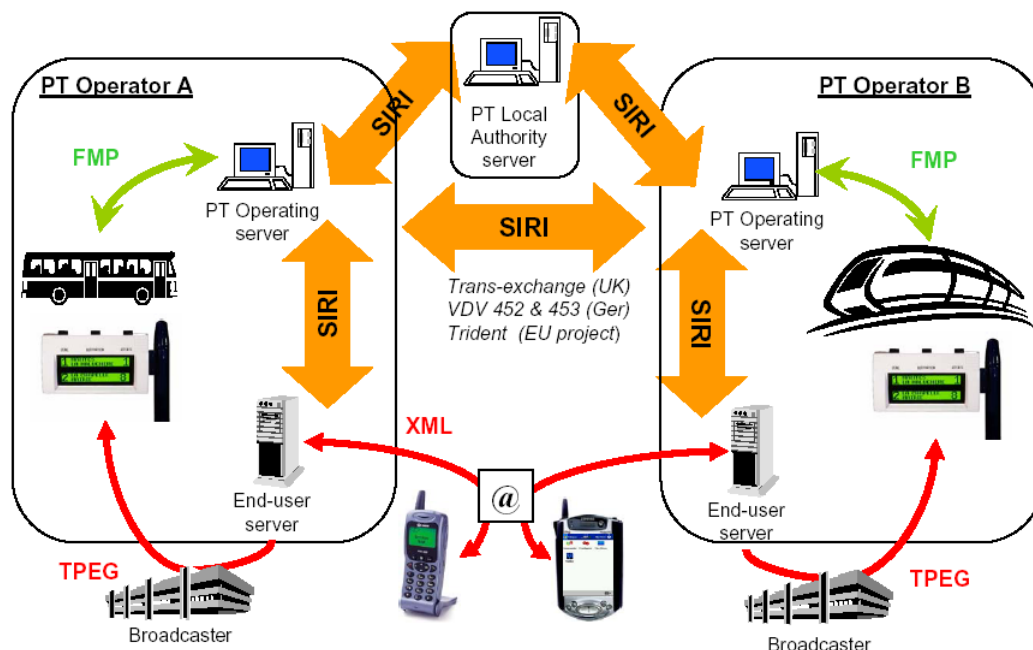 PT Operator A
FMP
PT Operating
server
SIRI
PT Local
Authority
server
SIRI
PT Operator B
FMP
PT Operating
server
SIRI
Trans-exchange (UK)
VDV 452 & 453 (Ger)
Trident (EU project)
SIRI
SIRI
XML
@
End-user
server
End-user
server
TPEG
Broadcaster
TPEG
Broadcaster